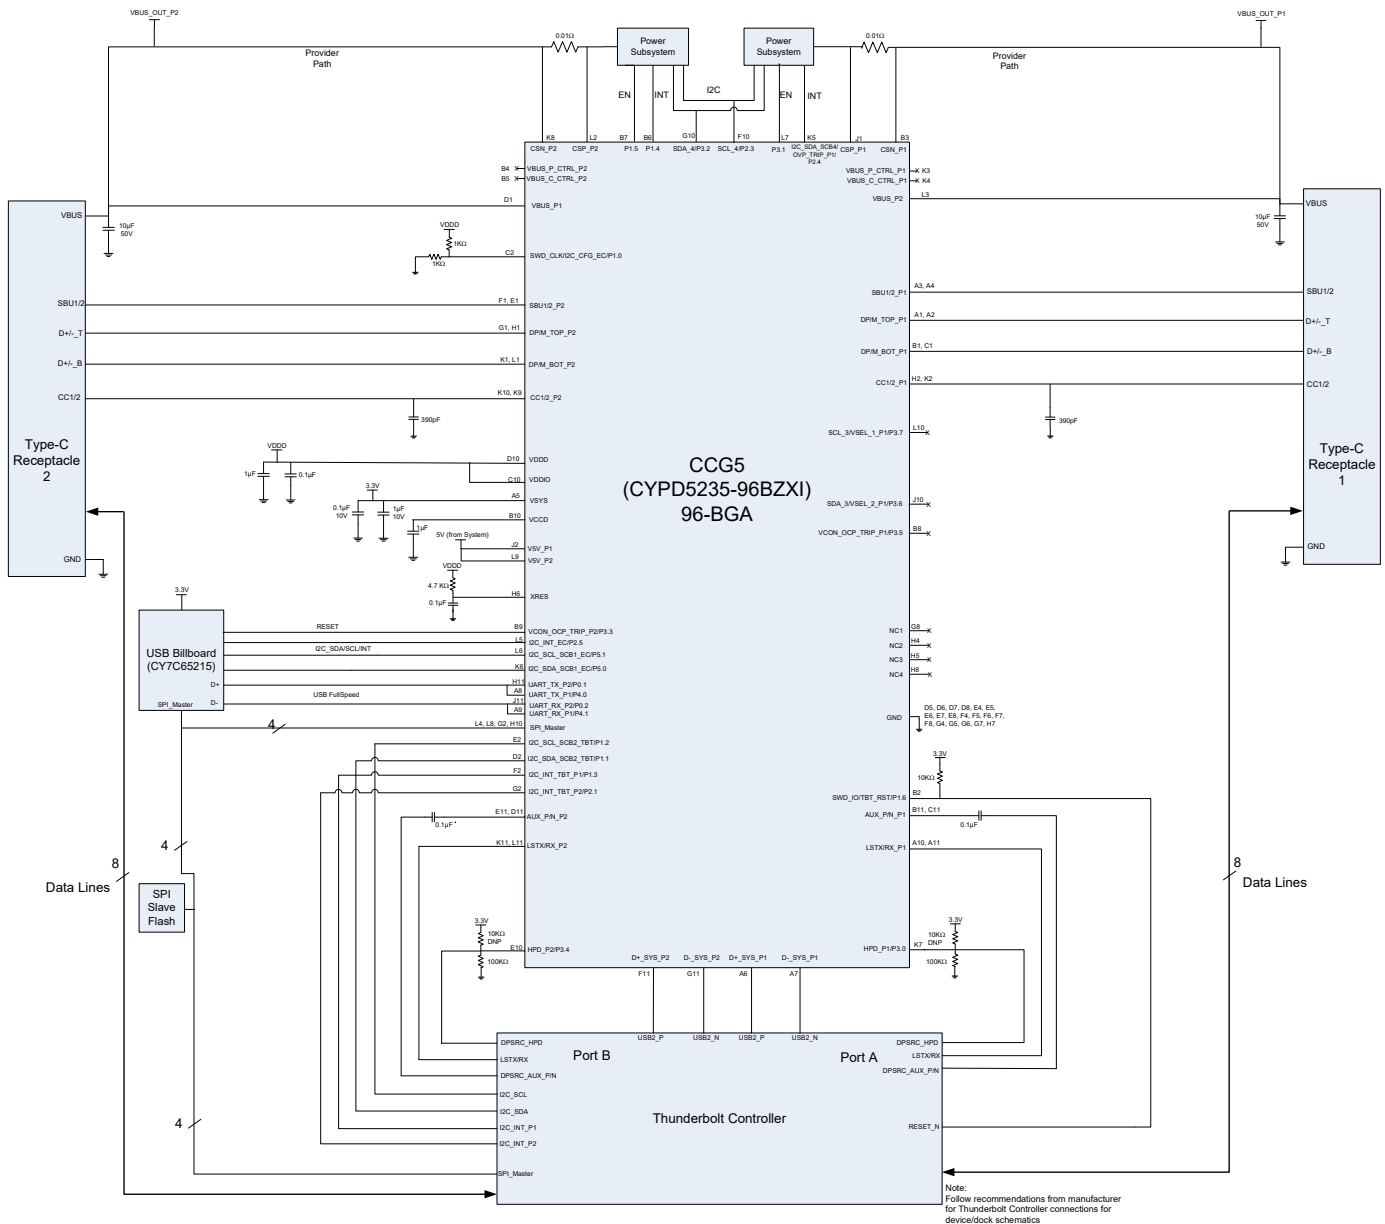 VBUS_OUT_P2
VBUS_OUT_P1
0.01Ω
Power
Subsystem
Power
Subsystem
0.01Ω
Provider
Path
Provider
Path
EN
INT
I2C
EN
INT
K8
L2
B7
B6
G10
F10
L7
K5
J1
B3
CSN_P2
CSP_P2
P1.5
P1.4
SDA_4/P3.2
SCL_4/P2.3
P3.1
I2C_SDA_SCB4/
OVP_TRIP_P1/
P2.4
CSP_P1
CSN_P1
B4
VBUS_P_CTRL_P2
B5
VBUS_C_CTRL_P2
VBUS_P_CTRL_P1
K3
VBUS_C_CTRL_P1
K4
D1
VBUS_P1
VBUS_P2
L3
VBUS
VBUS
10µF
50V
10µF
50V
VDDD
1KΩ
1KΩ
C2
SWD_CLK/I2C_CFG_EC/P1.0
SBU1/2
F1, E1
SBU1/2_P2
SBU1/2_P1
A3, A4
SBU1/2
D+/-_T
G1, H1
DP/M_TOP_P2
DP/M_TOP_P1
A1, A2
D+/-_T
D+/-_B
K1, L1
DP/M_BOT_P2
DP/M_BOT_P1
B1, C1
D+/-_B
CC1/2
K10, K9
CC1/2_P2
CC1/2_P1
H2, K2
CC1/2
390pF
390pF
Type-C
Receptacle
2
Type-C
Receptacle
1
SCL_3/VSEL_1_P1/P3.7
L10
VDDD
1µF
0.1µF
D10
VDDD
C10
VDDIO
CCG5
(CYPD5235-96BZXI)
96-BGA
3.3V
0.1µF
10V
1µF
10V
A5
VSYS
SDA_3/VSEL_2_P1/P3.6
J10
B10
VCCD
1µF
VCON_OCP_TRIP_P1/P3.5
B8
5V (from System)
J2
V5V_P1
L9
V5V_P2
GND
GND
VDDD
4.7 KΩ
0.1µF
H6
XRES
3.3V
USB Billboard
(CY7C65215)
RESET
B9
VCON_OCP_TRIP_P2/P3.3
L5
I2C_INT_EC/P2.5
I2C_SDA/SCL/INT
L6
I2C_SCL_SCB1_EC/P5.1
K6
I2C_SDA_SCB1_EC/P5.0
NC1
G8
NC2
H4
NC3
H5
NC4
H8
D+
H11
UART_TX_P2/P0.1
A8
UART_TX_P1/P4.0
USB FullSpeed
D-
J11
UART_RX_P2/P0.2
A9
UART_RX_P1/P4.1
SPI_Master
4
L4, L8, G2, H10
SPI_Master
GND
D5, D6, D7, D8, E4, E5,
E6, E7, E8, F4, F5, F6, F7,
F8, G4, G5, G6, G7, H7
E2
I2C_SCL_SCB2_TBT/P1.2
D2
I2C_SDA_SCB2_TBT/P1.1
F2
I2C_INT_TBT_P1/P1.3
G2
I2C_INT_TBT_P2/P2.1
3.3V
10KΩ
SWD_IO/TBT_RST/P1.6
B2
E11, D11
AUX_P/N_P2
0.1µF
AUX_P/N_P1
B11, C11
0.1µF
K11, L11
LSTX/RX_P2
LSTX/RX_P1
A10, A11
4
8
Data Lines
8
Data Lines
SPI
Slave
Flash
3.3V
10KΩ
DNP
100KΩ
E10
HPD_P2/P3.4
HPD_P1/P3.0
K7
3.3V
10KΩ
DNP
100KΩ
D+_SYS_P2
D-_SYS_P2
D+_SYS_P1
D-_SYS_P1
F11
G11
A6
A7
USB2_P
USB2_N
USB2_P
USB2_N
DPSRC_HPD
Port B
Port A
DPSRC_HPD
LSTX/RX
LSTX/RX
DPSRC_AUX_P/N
DPSRC_AUX_P/N
I2C_SCL
I2C_SDA
Thunderbolt Controller
I2C_INT_P1
RESET_N
I2C_INT_P2
4
SPI_Master
Note:
Follow recommendations from manufacturer
for Thunderbolt Controller connections for
device/dock schematics